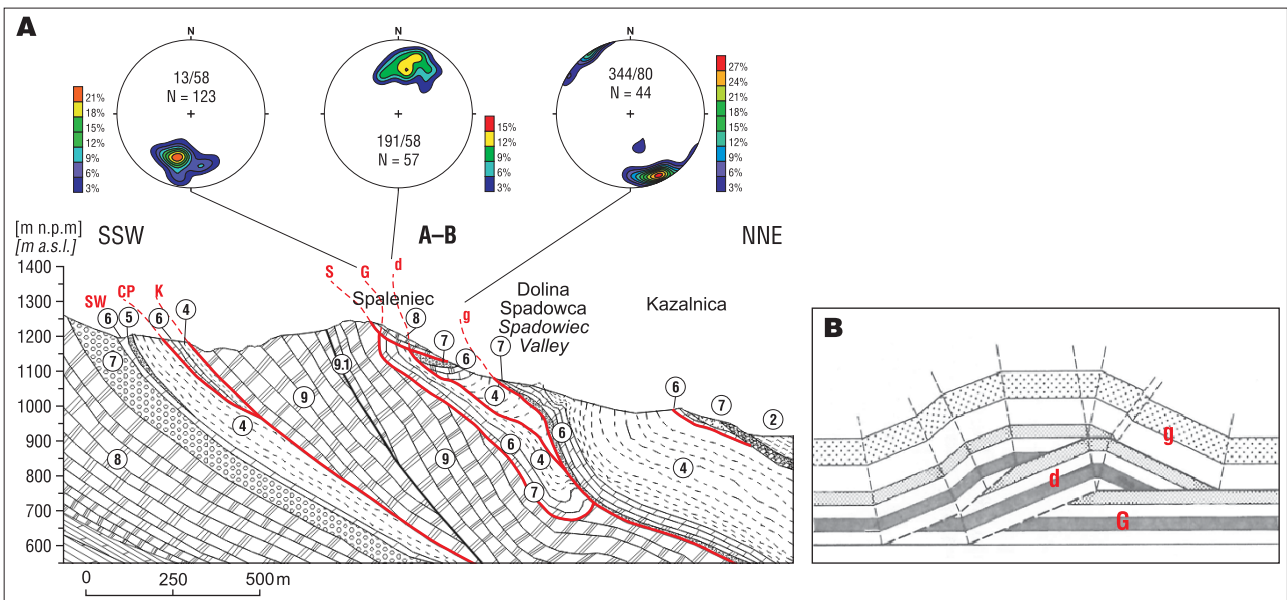 A
N
13/58
N = 123
21%
18%
15%
12%
9%
6%
3%
N
191/58
N = 57
15%
12%
9%
6%
3%
N
344/80
N = 44
27%
24%
21%
18%
15%
12%
9%
6%
3%
[m n.p.m]
[m a.s.l.]
SSW
A–B
NNE
1400
1300
1200
1100
1000
900
800
700
600
SW
CP
K
S
G
d
g
Spaleniec
Dolina
Spadowca
Spadowiec
Valley
Kazalnica
6
5
6
4
7
8
4
9
9.1
9
8
7
6
7
4
6
4
7
6
4
6
7
2
0
250
500 m
B
g
d
G